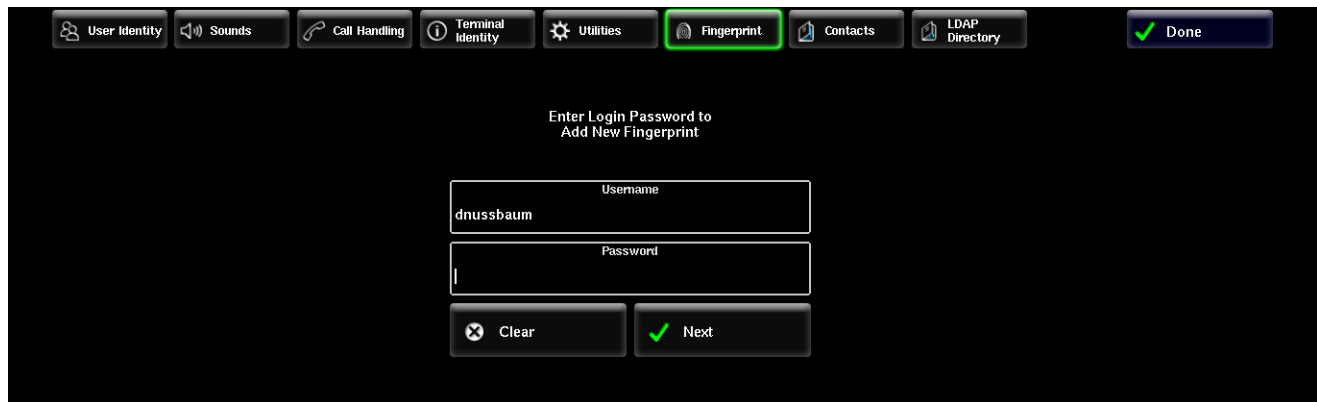 User Identity
Sounds
Call Handling
Terminal
Identity
Utilities
Fingerprint
Contacts
LDAP
Directory
Done
Enter Login Password to
Add New Fingerprint
Username
dnussbaum
Password
Clear
Next